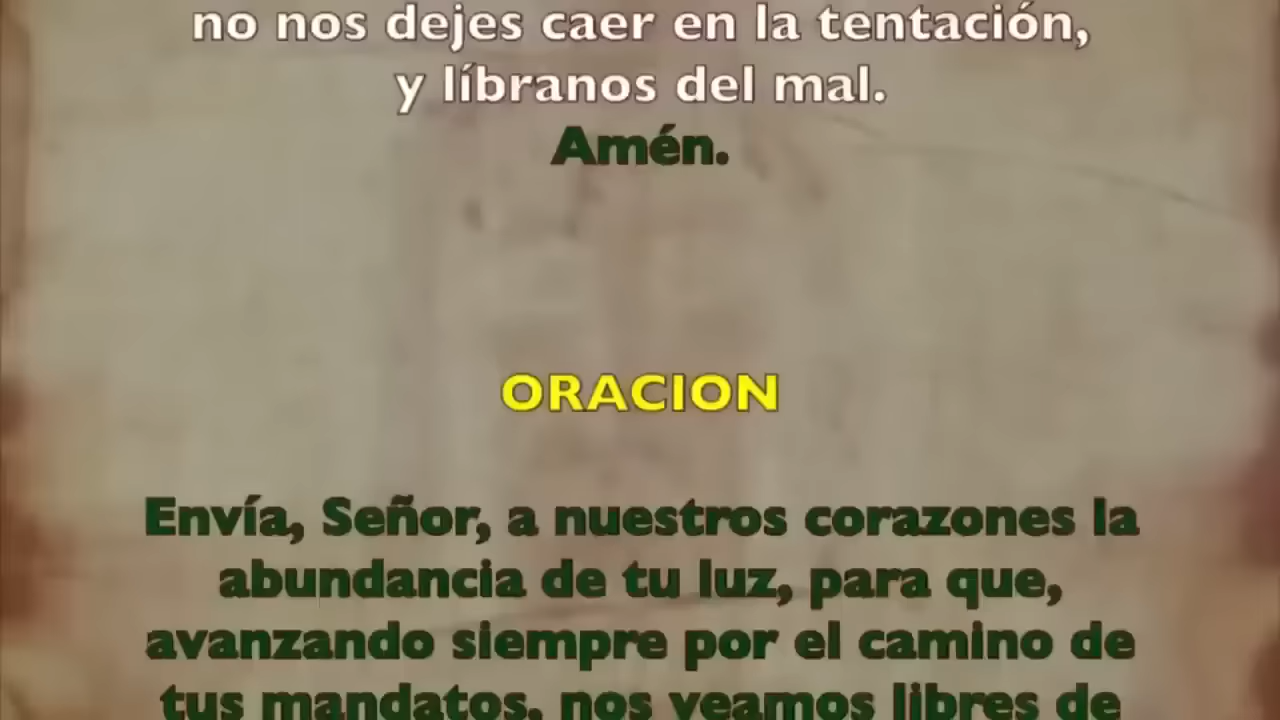 no nos dejes caer en la tentación,
y líbranos del mal.
Amén.
ORACION
Envía, Señor, a nuestros corazones la
abundancia de tu luz, para que,
avanzando siempre por el camino de
tus mandatos, nos veamos libres de